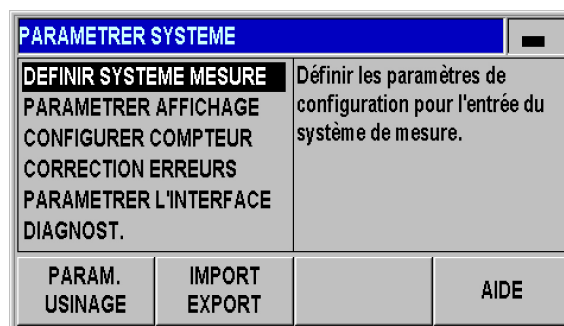 PARAMETRER SYSTEME
DEFINIR SYSTEME MESURE
PARAMETRER AFFICHAGE
CONFIGURER COMPTEUR
CORRECTION ERREURS
PARAMETRER L'INTERFACE
DIAGNOST.
Définir les paramètres de
configuration pour l'entrée du
système de mesure.
PARAM.
USINAGE
IMPORT
EXPORT
AIDE